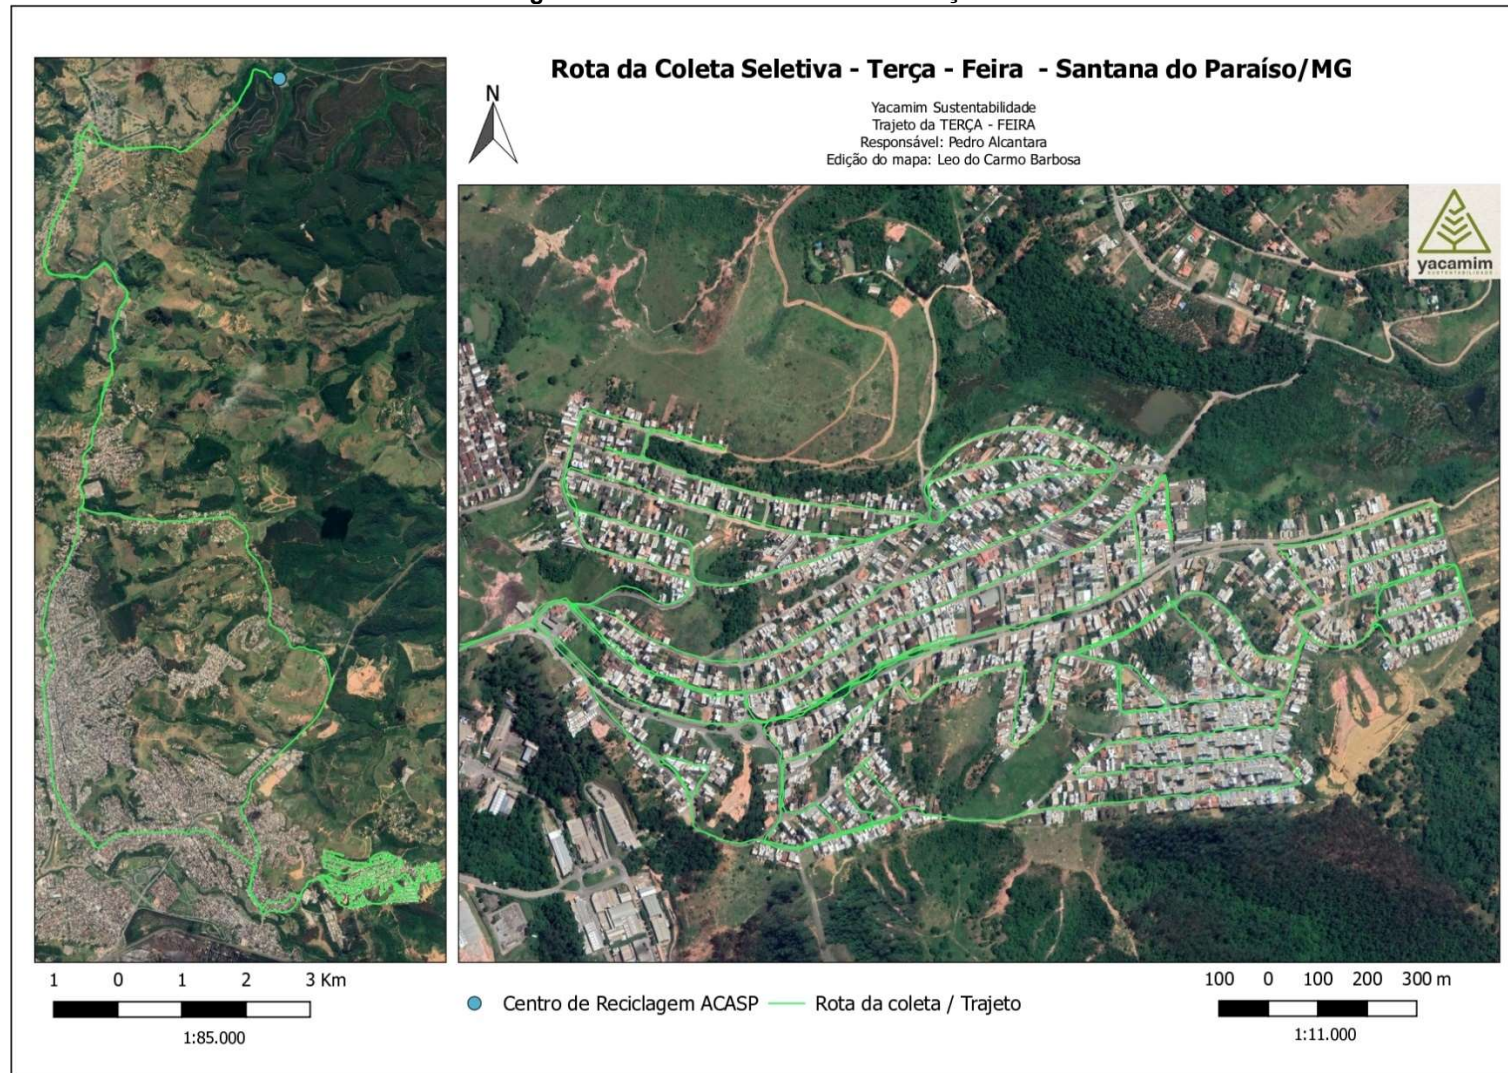 Rota da Coleta Seletiva - Terça - Feira - Santana do Paraíso/MG
N
Yacamim Sustentabilidade
Trajeto da TERÇA - FEIRA
Responsável: Pedro Alcantara
Edição do mapa: Leo do Carmo Barbosa
yacamim
SUSTENTABILIDADE
1 0 1 2 3 Km
1:85.000
Centro de Reciclagem ACASP
Rota da coleta / Trajeto
100 0 100 200 300 m
1:11.000